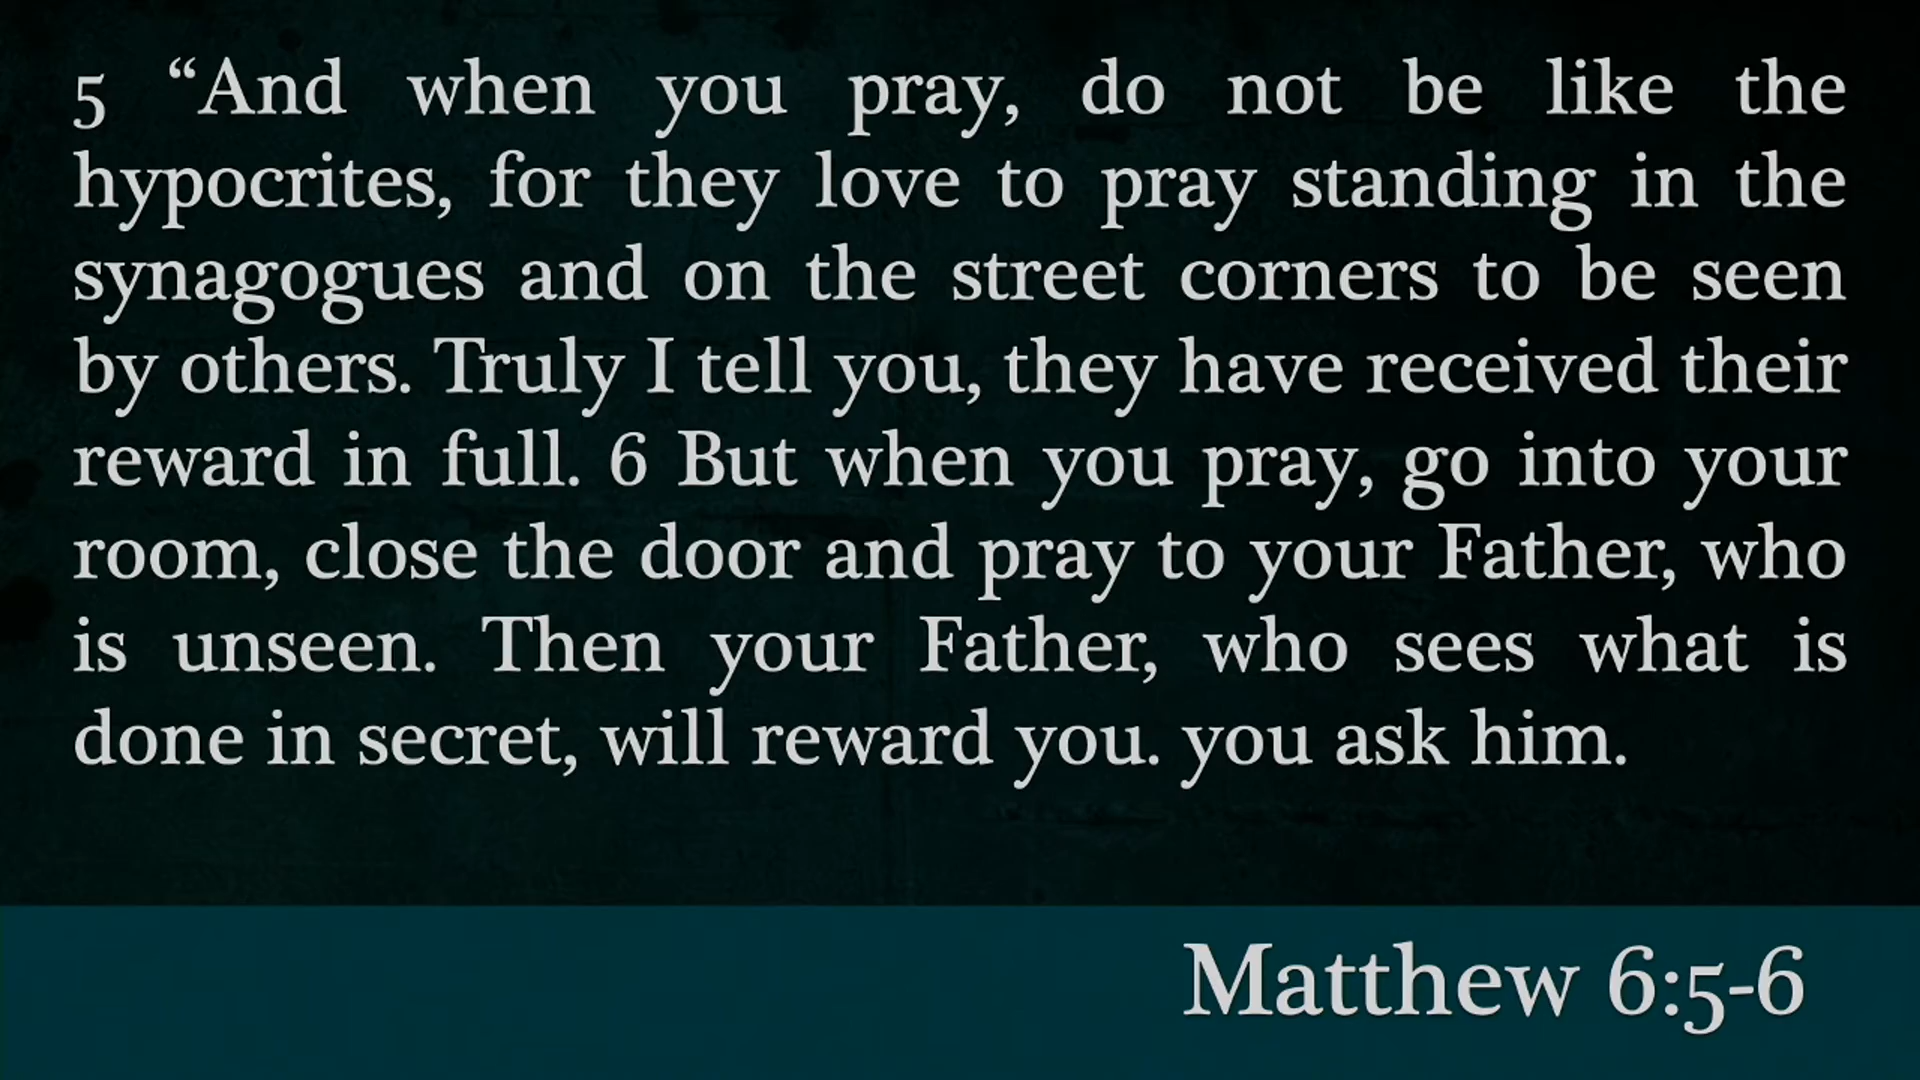 5 “And when you pray, do not be like the
hypocrites, for they love to pray standing in the
synagogues and on the street corners to be seen
by others. Truly I tell you, they have received their
reward in full. 6 But when you pray, go into your
room, close the door and pray to your Father, who
is unseen. Then your Father, who sees what is
done in secret, will reward you. you ask him.
Matthew 6:5-6